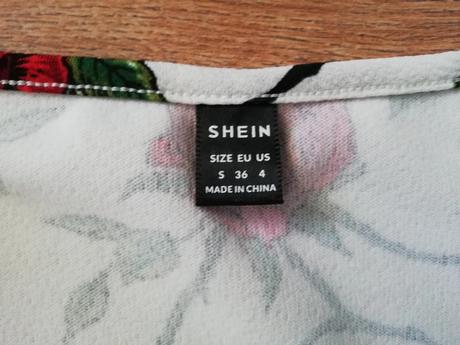 SHEIN
SIZE EU US
S 36 4
MADE IN CHINA